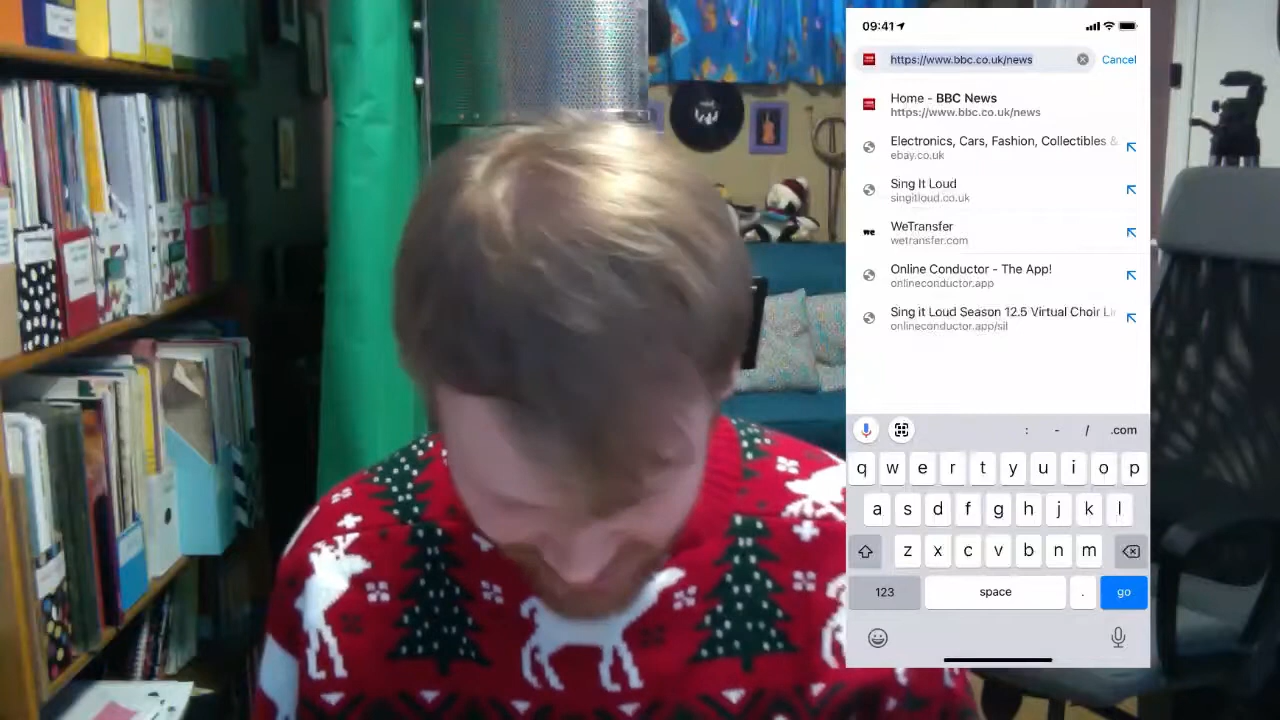 09:41
https://www.bbc.co.uk/news
Cancel
Home - BBC News
https://www.bbc.co.uk/news
Electronics, Cars, Fashion, Collectibles &
ebay.co.uk
Sing It Loud
singitloud.co.uk
we
WeTransfer
wetransfer.com
Online Conductor - The App!
onlineconductor.app
Sing it Loud Season 12.5 Virtual Choir Lin
onlineconductor.app/sil
: - / .com
q w e r t y u i o p
a s d f g h j k l
z x c v b n m
123 space . go